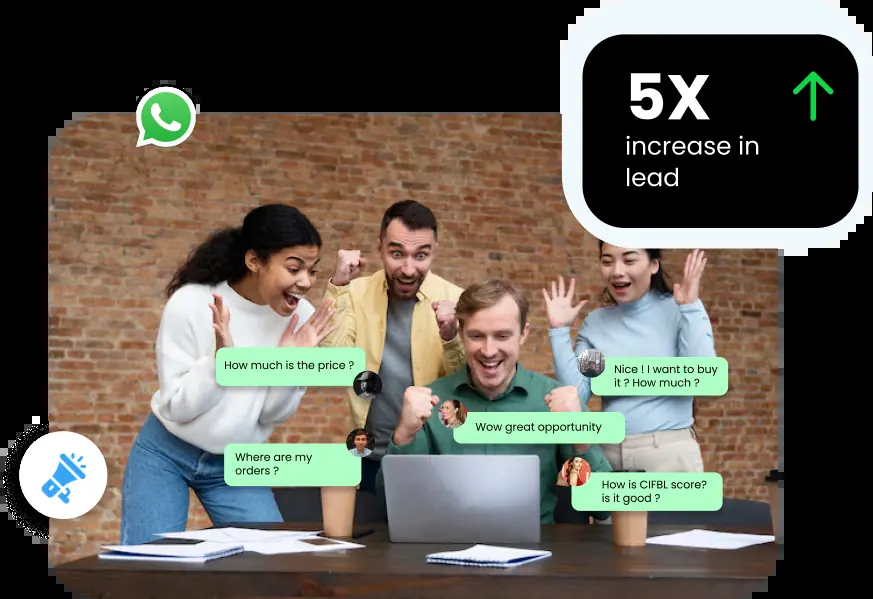 5X
increase in
lead
How much is the price ?
Nice ! I want to buy
it ? How much ?
Wow great opportunity
Where are my
orders ?
How is CIFBL score?
is it good ?